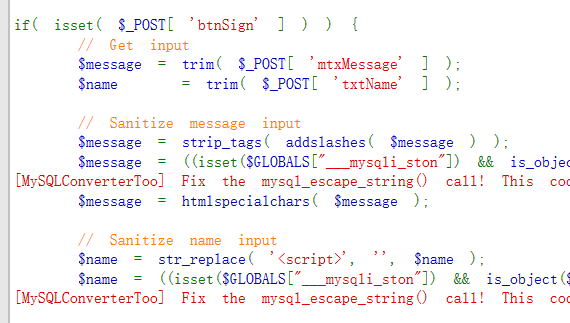 if( isset( $_POST[ 'btnSign' ] ) ) {
// Get input
$message = trim( $_POST[ 'mtxMessage' ] );
$name = trim( $_POST[ 'txtName' ] );
// Sanitize message input
$message = strip_tags( addslashes( $message ) );
$message = ((isset($GLOBALS["___mysqli_ston"]) && is_objec
[MySQLConverterToo] Fix the mysql_escape_string() call! This coo
$message = htmlspecialchars( $message );
// Sanitize name input
$name = str_replace( '<script>', '', $name );
$name = ((isset($GLOBALS["___mysqli_ston"]) && is_object($
[MySQLConverterToo] Fix the mysql_escape_string() call! This coo